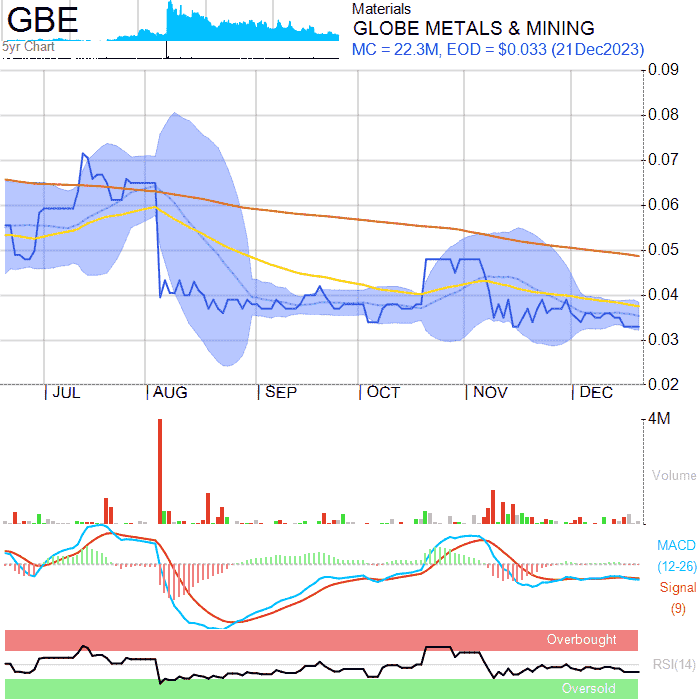 GBE
5yr Chart
Materials
GLOBE METALS & MINING
MC = 22.3M, EOD = $0.033 (21Dec2023)
0.09
0.08
0.07
0.06
0.05
0.04
0.03
0.02
JUL AUG SEP OCT NOV DEC
4M
Volume
MACD
(12-26)
Signal
(9)
Overbought
RSI(14)
Oversold